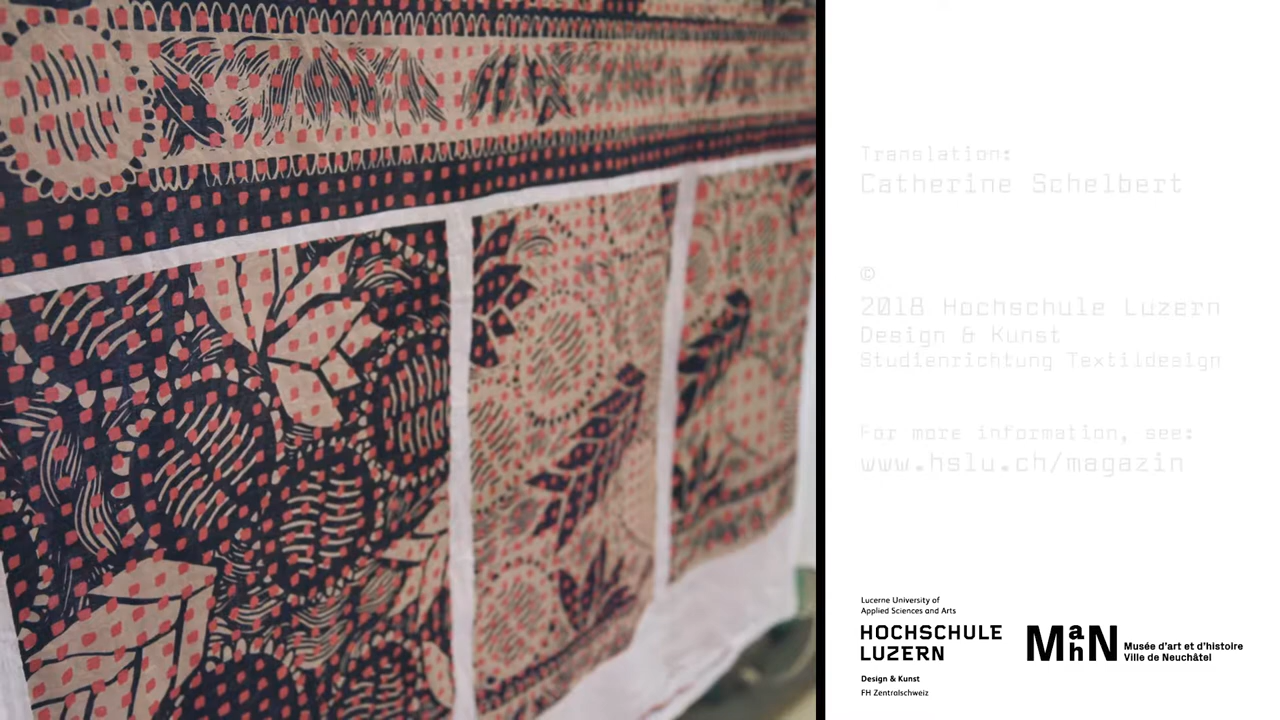 Translation:
Catherine Schelbert
©
2018 Hochschule Luzern
Design & Kunst
Studienrichtung Textildesign
For more information, see:
www.hslu.ch/magazin
Lucerne University of
Applied Sciences and Arts
HOCHSCHULE
LUZERN
Design & Kunst
FH Zentralschweiz
MahN
Musée d'art et d'histoire
Ville de Neuchâtel